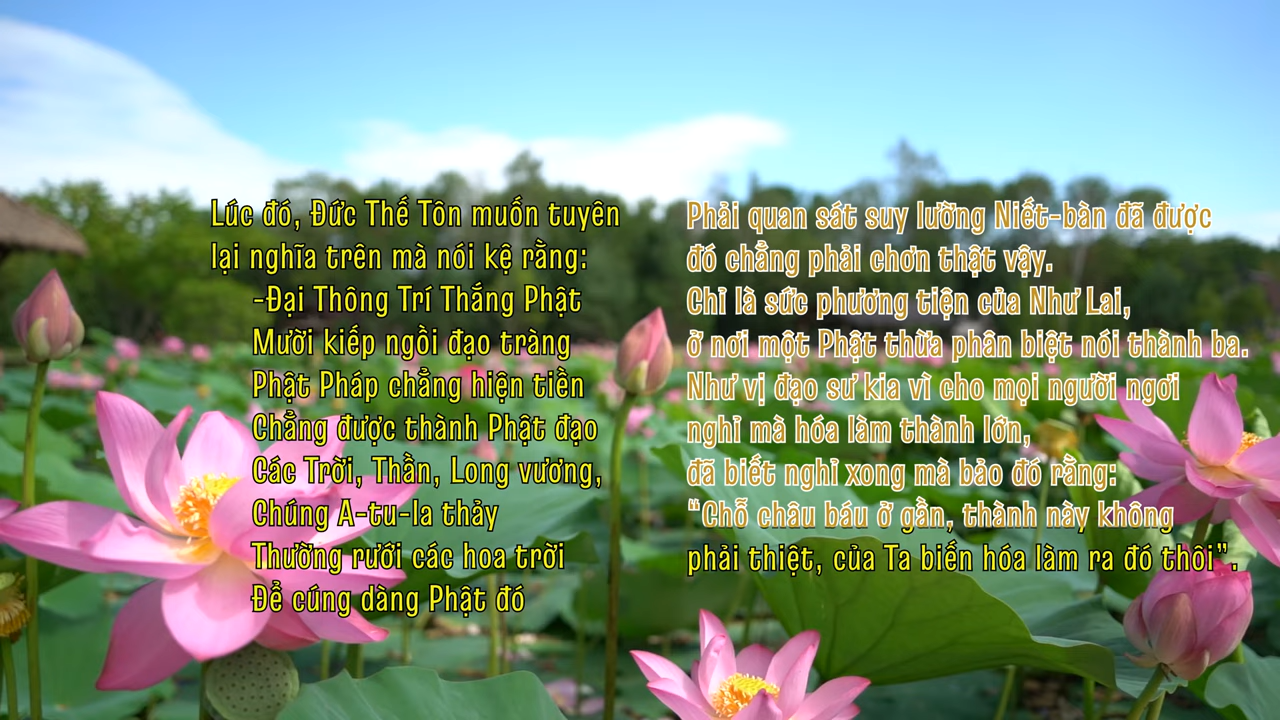 Lúc đó, Đức Thế Tôn muốn tuyên
lại nghĩa trên mà nói kệ rằng:
-Đại Thông Trí Thắng Phật
Mười kiếp ngồi đạo tràng
Phật Pháp chẳng hiện tiền
Chẳng được thành Phật đạo
Các Trời, Thần, Long vương,
Chúng A-tu-la thảy
Thường rưới các hoa trời
Để cúng dàng Phật đó
Phải quan sát suy lường Niết-bàn đã được
đó chẳng phải chơn thật vậy.
Chỉ là sức phương tiện của Như Lai,
ở nơi một Phật thừa phân biệt nói thành ba.
Như vị đạo sư kia vì cho mọi người ngơi
nghỉ mà hóa làm thành lớn,
đã biết nghỉ xong mà bảo đó rằng:
“Chỗ châu báu ở gần, thành này không
phải thiệt, của Ta biến hóa làm ra đó thôi”.